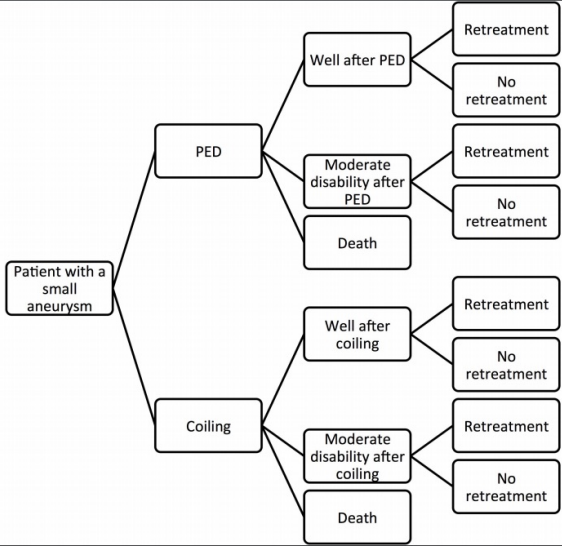 Patient with a
small
aneurysm
PED
Well after PED
Retreatment
No
retreatment
Moderate
disability after
PED
Retreatment
No
retreatment
Death
Coiling
Well after
coiling
Retreatment
No
retreatment
Moderate
disability after
coiling
Retreatment
No
retreatment
Death